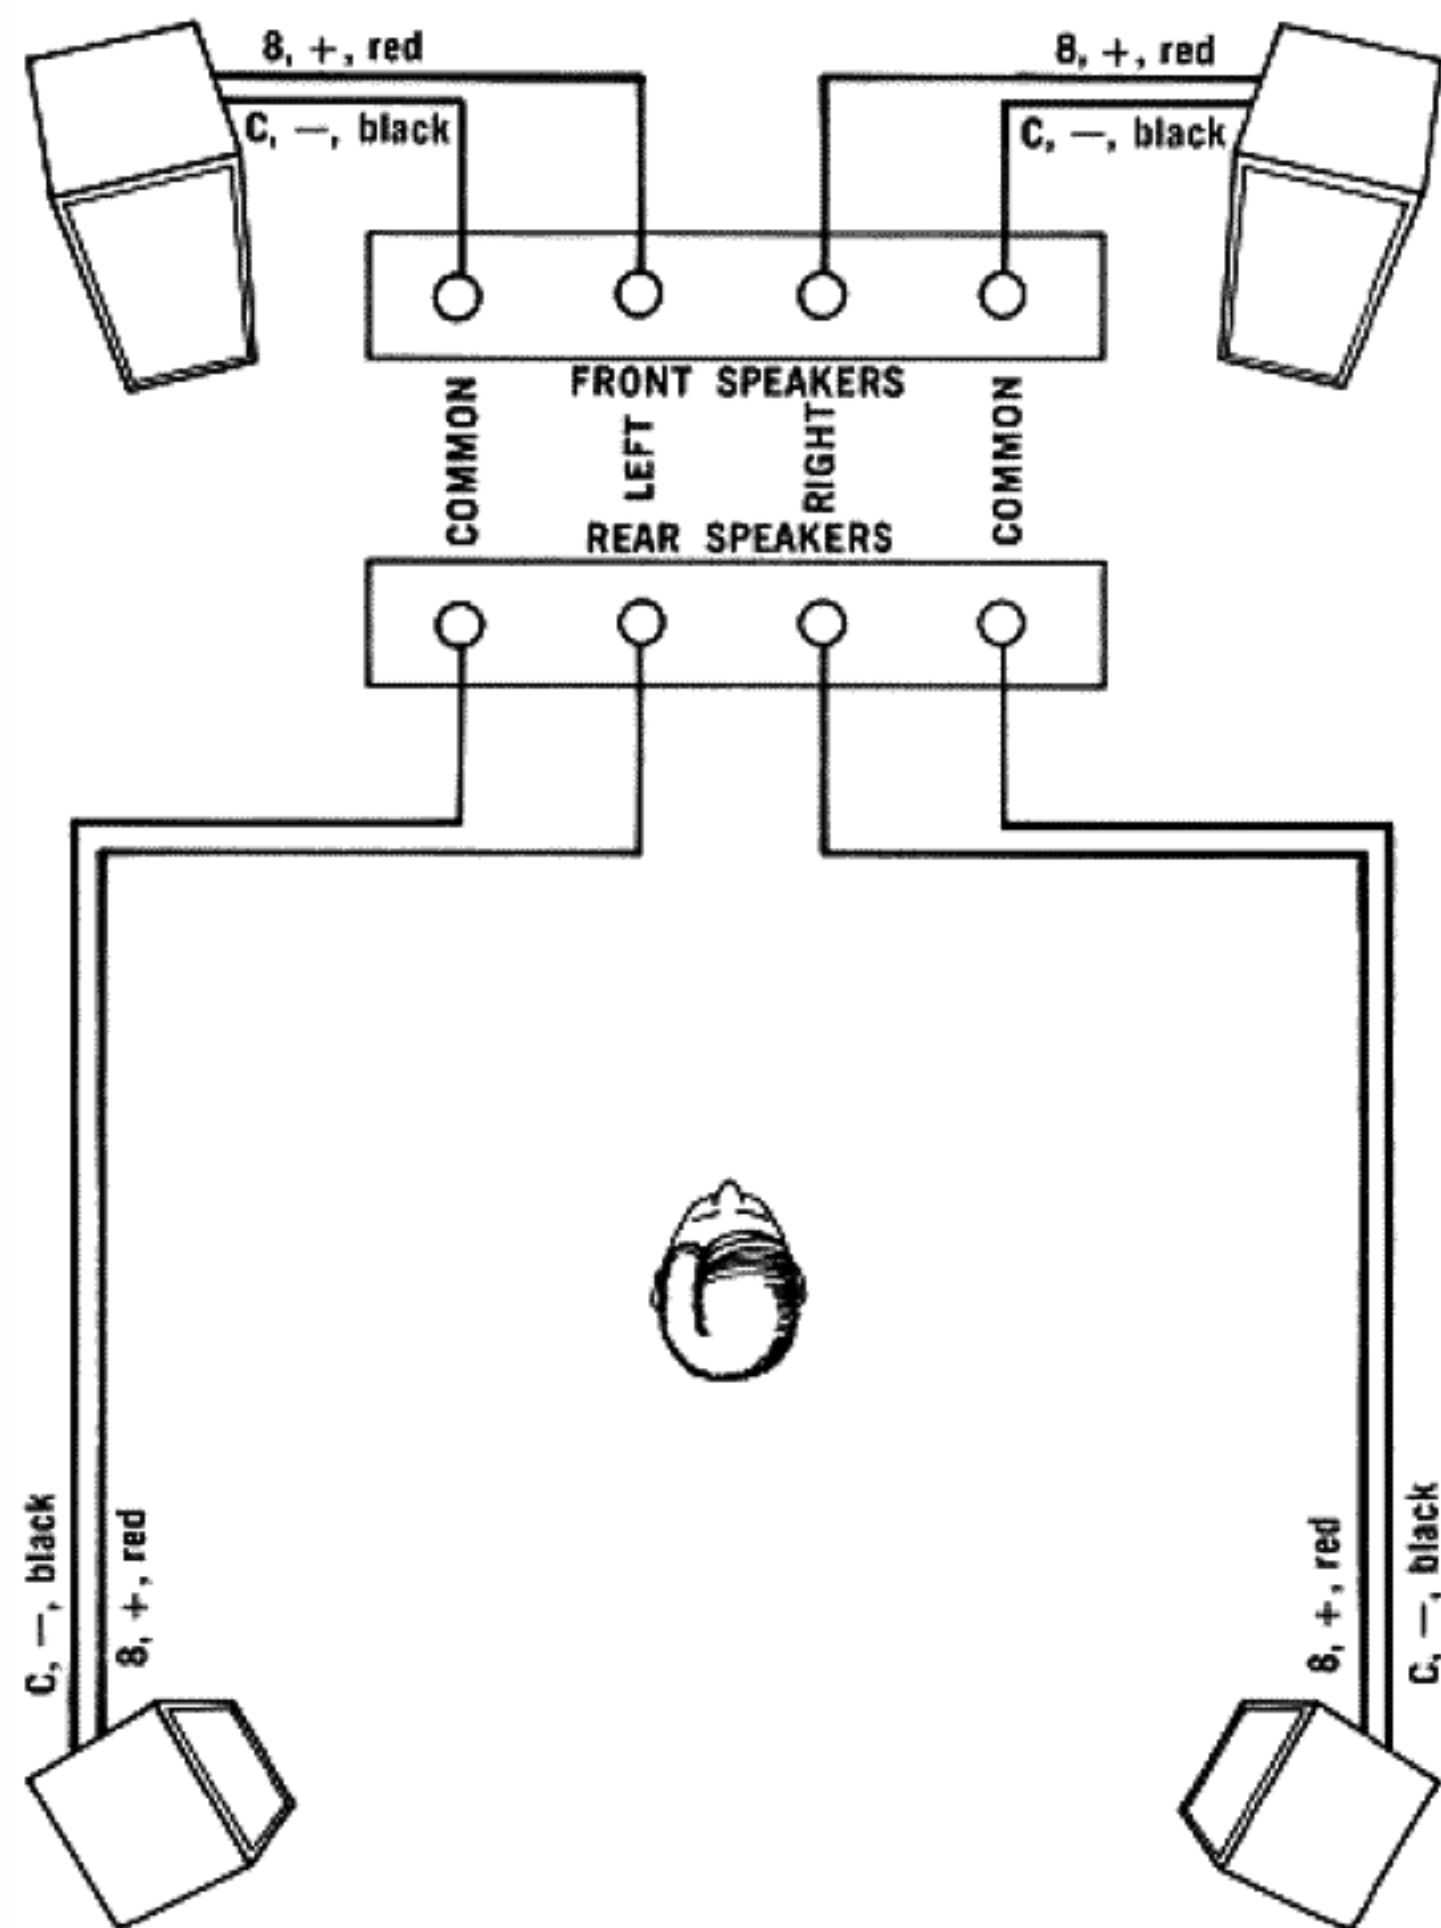 8, +, red
8, +, red
C, —, black
C, —, black
FRONT SPEAKERS
COMMON
LEFT
RIGHT
COMMON
REAR SPEAKERS
C, —, black
8, +, red
8, +, red
C, —, black